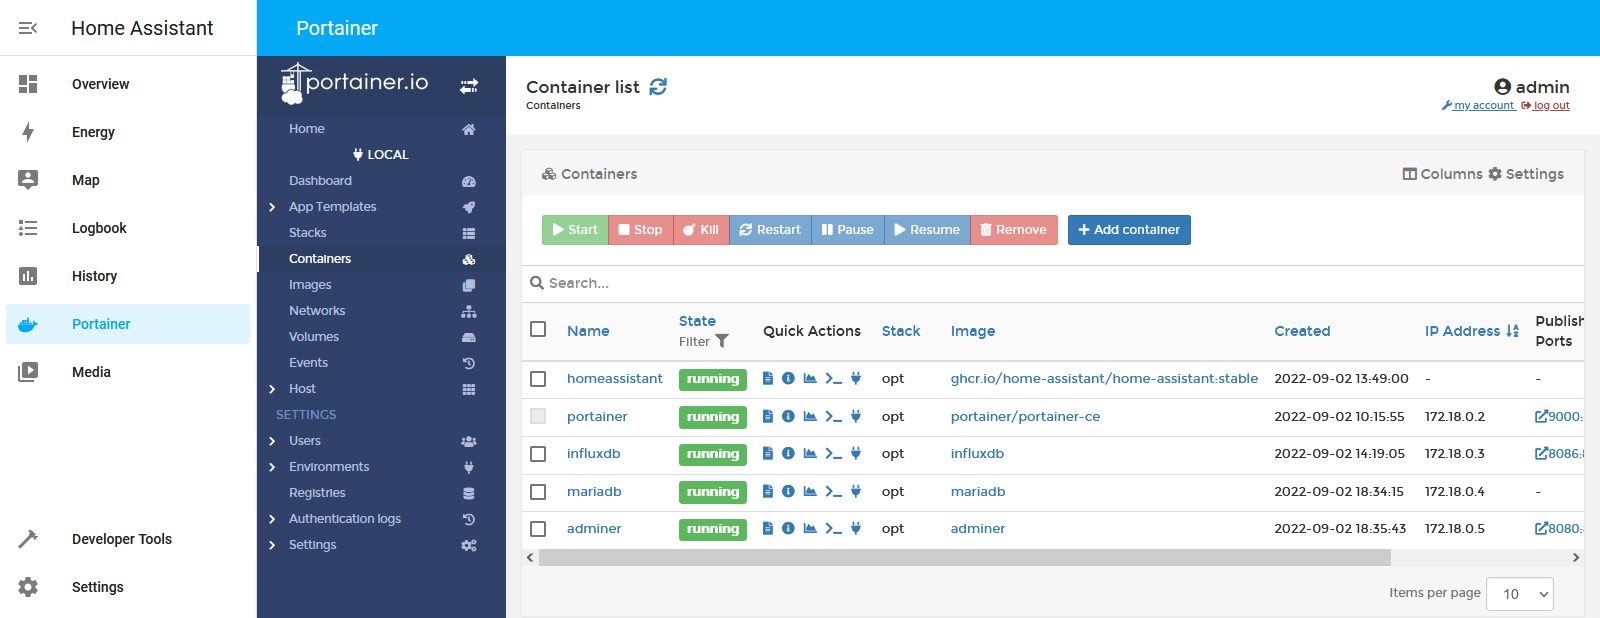 Home Assistant
Overview
Energy
Map
Logbook
History
Portainer
Media
Developer Tools
Settings
Portainer
portainer.io
Home
LOCAL
Dashboard
App Templates
Stacks
Containers
Images
Networks
Volumes
Events
Host
SETTINGS
Users
Environments
Registries
Authentication logs
Settings
Container list
Containers
admin
my account log out
Containers
Columns Settings
Start Stop Kill Restart Pause Resume Remove Add container
Search...
Name State Filter Quick Actions Stack Image Created IP Address Publish Ports
homeassistant running opt ghcr.io/home-assistant/home-assistant:stable 2022-09-02 13:49:00 - -
portainer running opt portainer/portainer-ce 2022-09-02 10:15:55 172.18.0.2 9000:
influxdb running opt influxdb 2022-09-02 14:19:05 172.18.0.3 8086:
mariadb running opt mariadb 2022-09-02 18:34:15 172.18.0.4 -
adminer running opt adminer 2022-09-02 18:35:43 172.18.0.5 8080:
Items per page 10